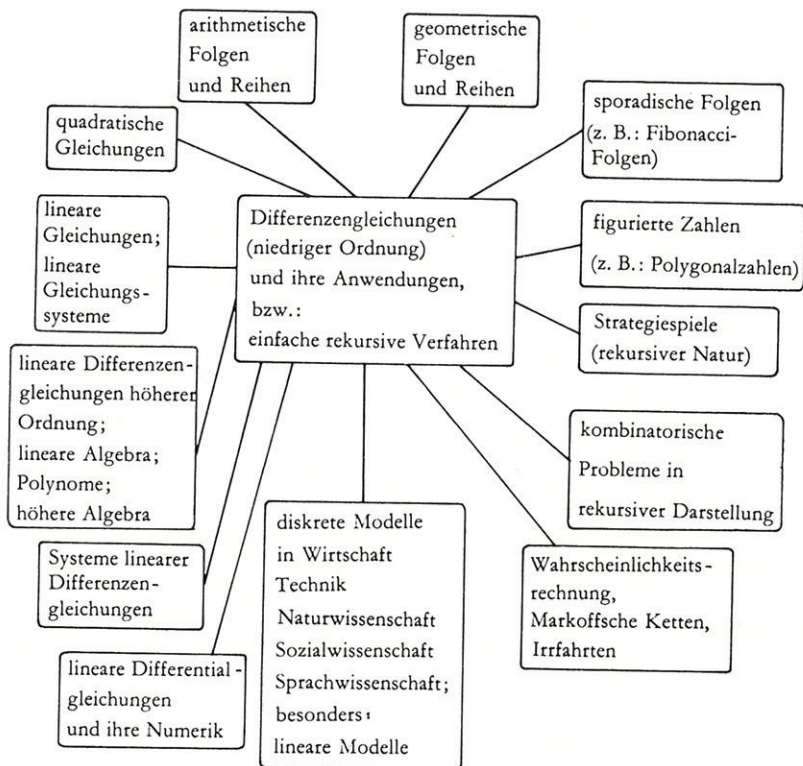 arithmetische
Folgen
und Reihen
geometrische
Folgen
und Reihen
sporadische Folgen
(z. B.: Fibonacci-
Folgen)
quadratische
Gleichungen
lineare
Gleichungen;
lineare
Gleichungs-
systeme
Differenzengleichungen
(niedriger Ordnung)
und ihre Anwendungen,
bzw.:
einfache rekursive Verfahren
figurierte Zahlen
(z. B.: Polygonalzahlen)
Strategiespiele
(rekursiver Natur)
lineare Differenzen-
gleichungen höherer
Ordnung;
lineare Algebra;
Polynome;
höhere Algebra
kombinatorische
Probleme in
rekursiver Darstellung
Systeme linearer
Differenzen-
gleichungen
diskrete Modelle
in Wirtschaft
Technik
Naturwissenschaft
Sozialwissenschaft
Sprachwissenschaft;
besonders:
lineare Modelle
Wahrscheinlichkeits-
rechnung,
Markoffsche Ketten,
Irrfahrten
lineare Differential-
gleichungen
und ihre Numerik